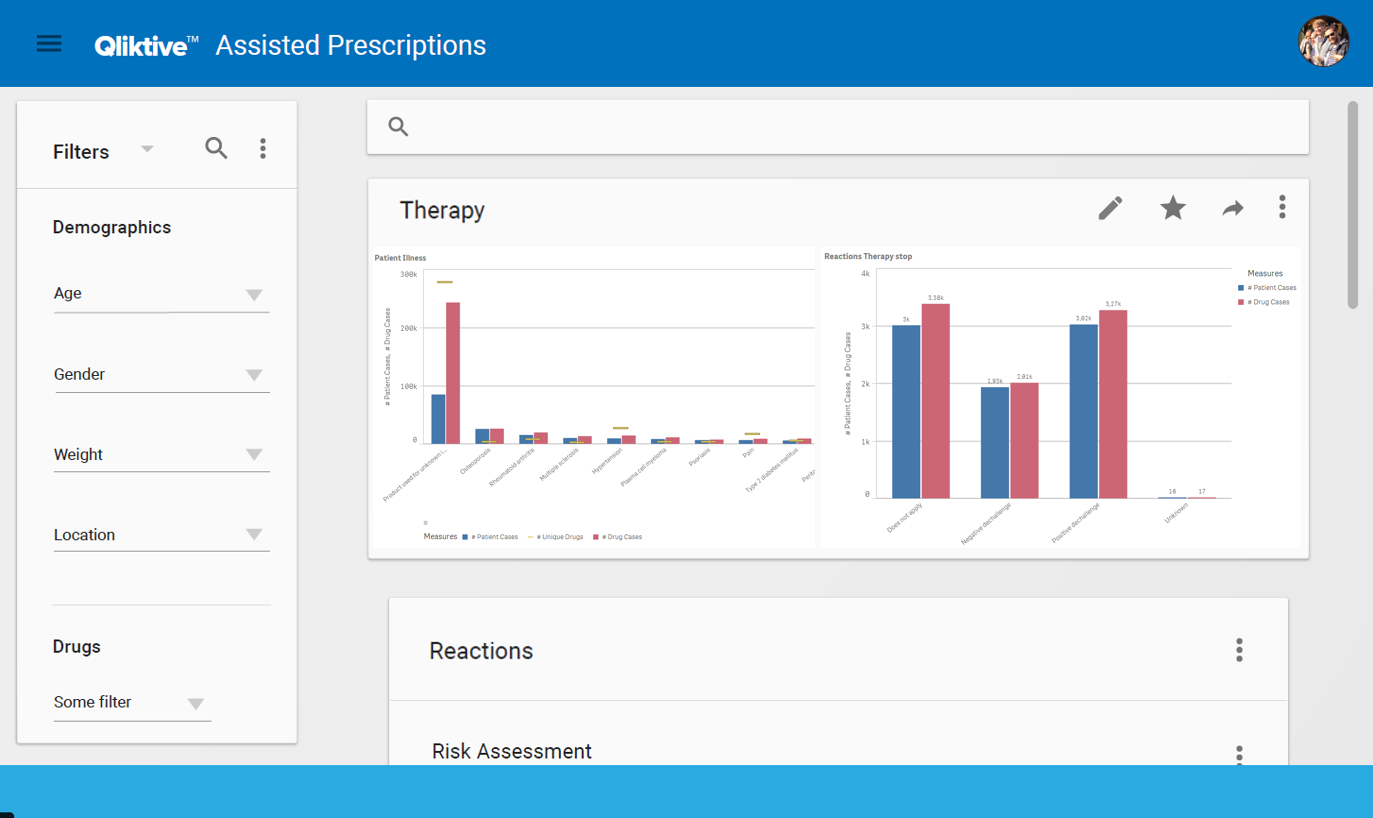 Qliktive™ Assisted Prescriptions
Filters
Demographics
Age
Gender
Weight
Location
Drugs
Some filter
Therapy
Patient Illness
300k
200k
100k
0
# Patient Cases, # Drug Cases
Product used for unknown i...
Osteoporosis
Rheumatoid arthritis
Multiple sclerosis
Hypertension
Plasma cell myeloma
Psoriasis
Pain
Type 2 diabetes mellitus
Measures # Patient Cases # Unique Drugs # Drug Cases
Reactions Therapy stop
4k
3k
2k
1k
0
# Patient Cases, # Drug Cases
3k 3,38k
1,93k 2,01k
3,02k 3,27k
16 17
Does not apply
Negative dechallenge
Positive dechallenge
Unknown
Measures
# Patient Cases
# Drug Cases
Reactions
Risk Assessment